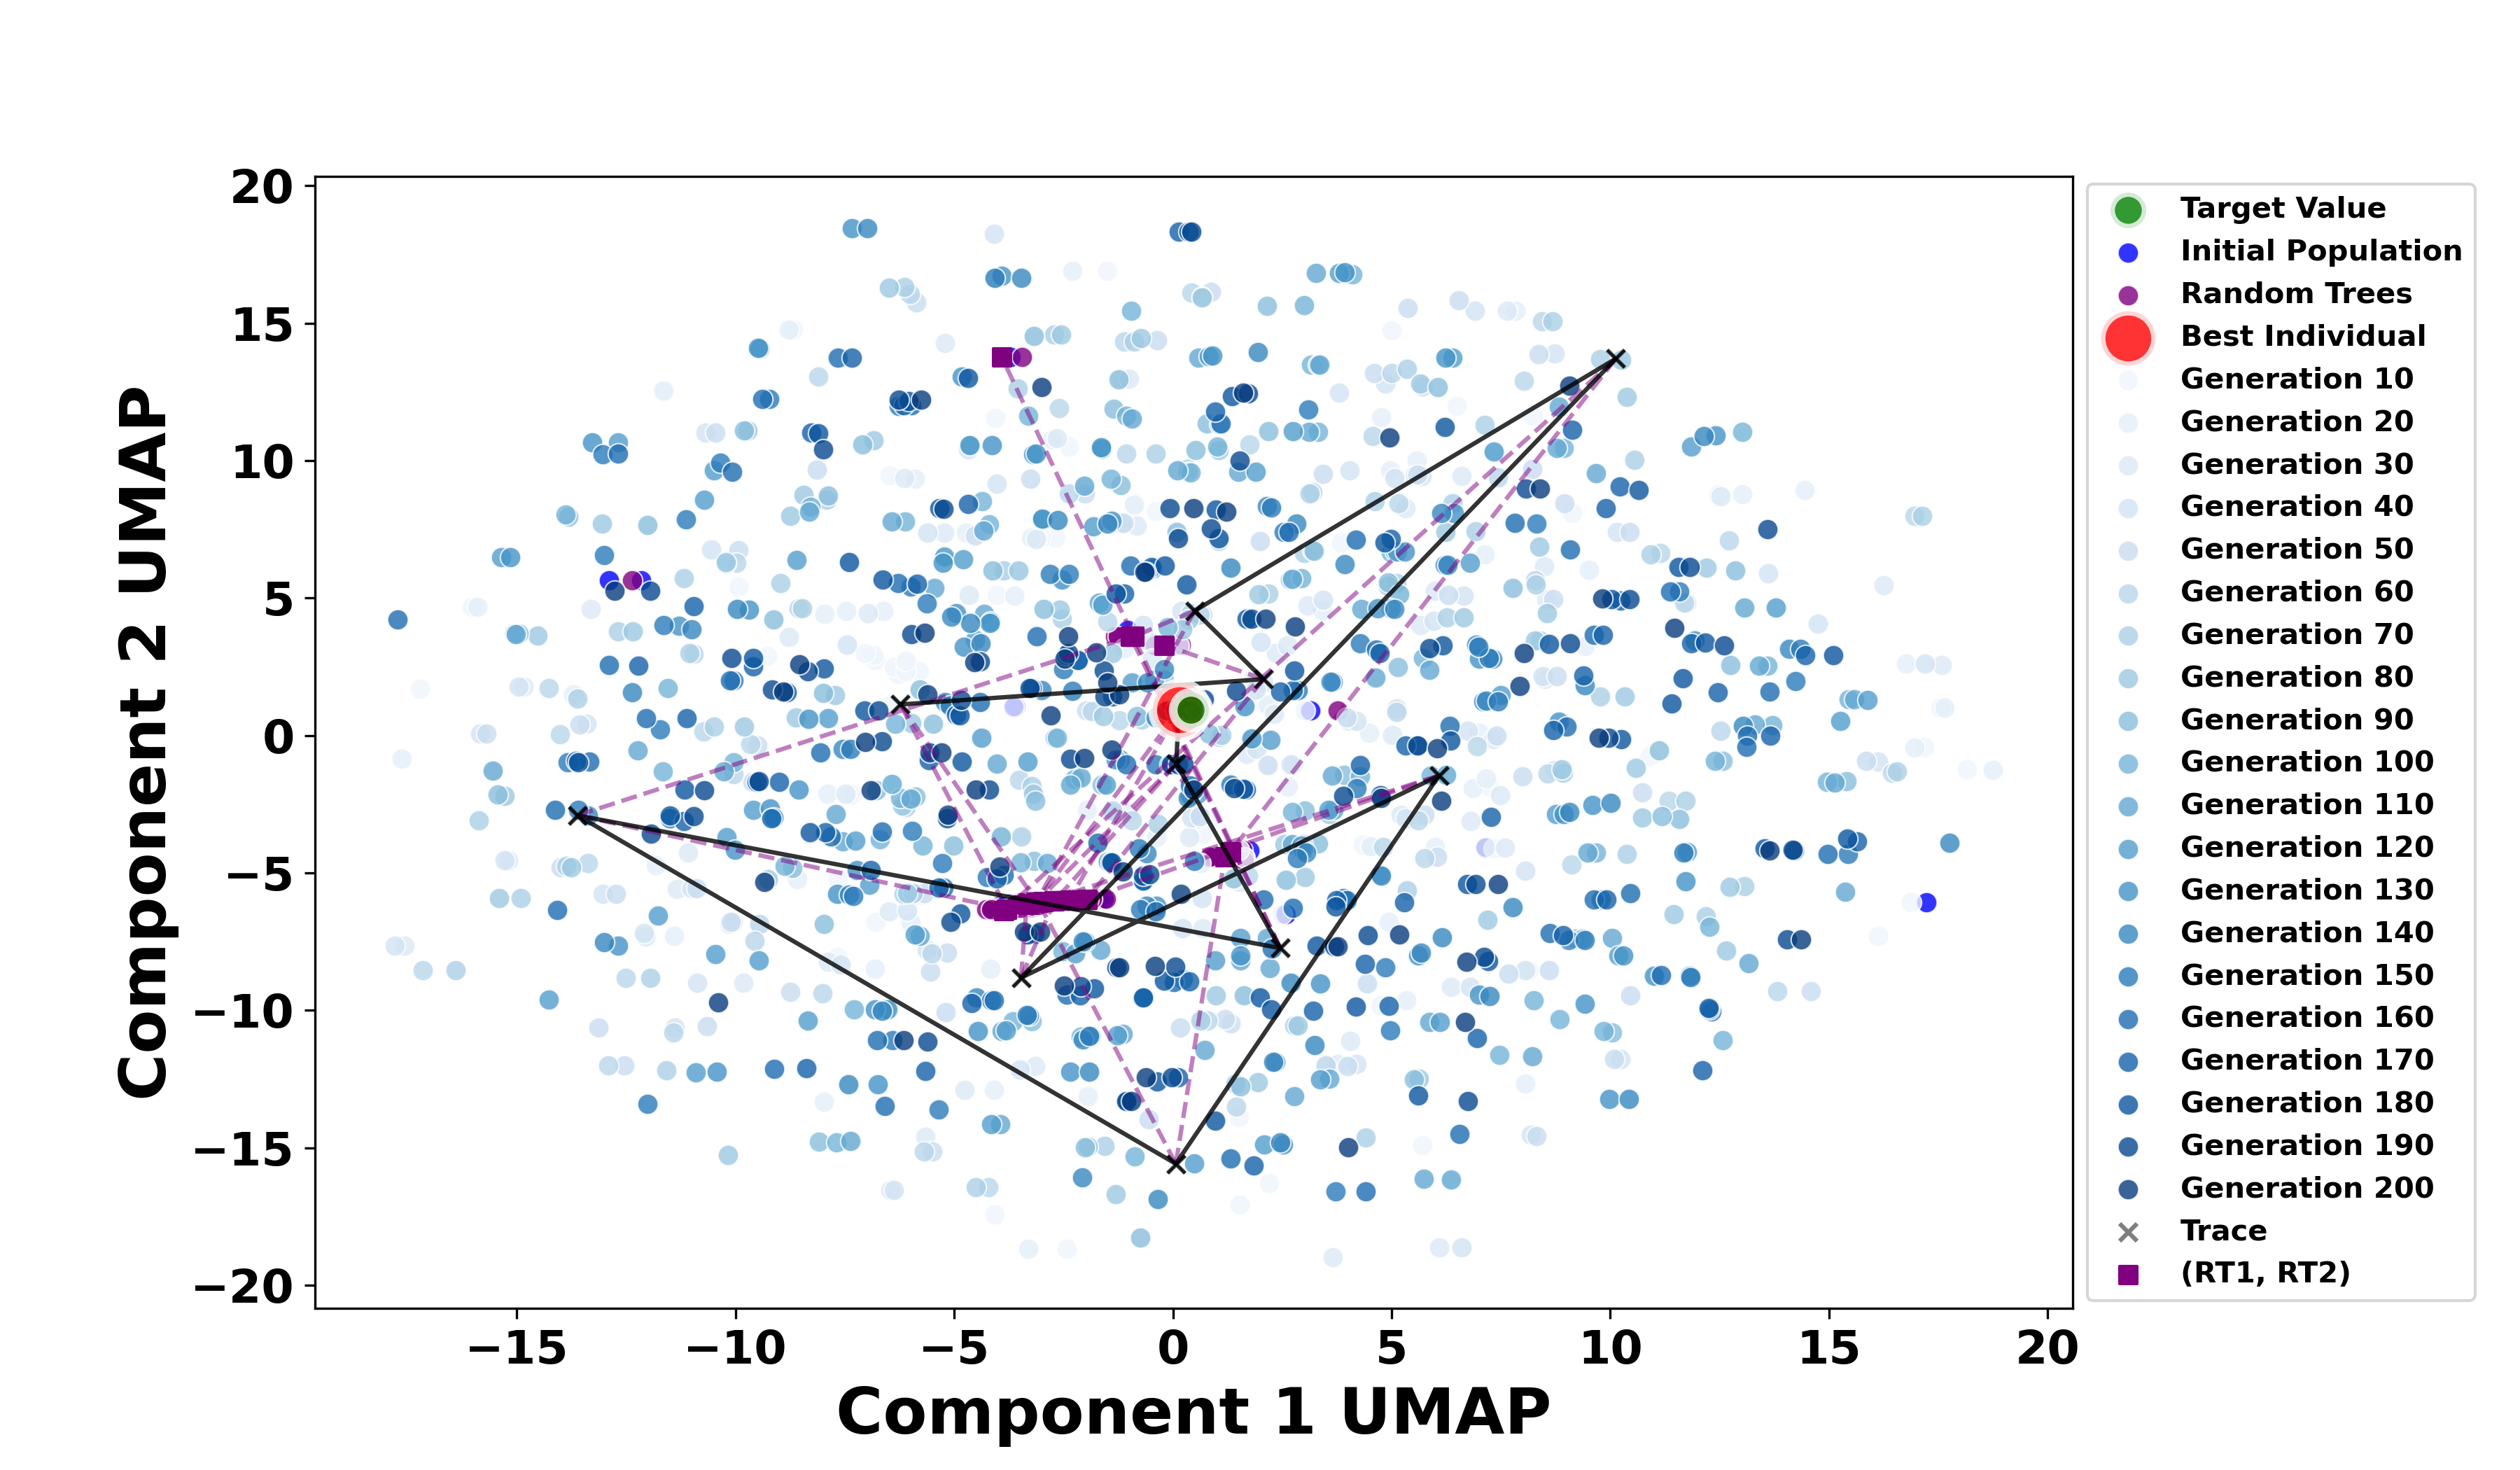 20
15
10
5
0
−5
−10
−15
−20
Component 2 UMAP
−15
−10
−5
0
5
10
15
20
Component 1 UMAP
Target Value
Initial Population
Random Trees
Best Individual
Generation 10
Generation 20
Generation 30
Generation 40
Generation 50
Generation 60
Generation 70
Generation 80
Generation 90
Generation 100
Generation 110
Generation 120
Generation 130
Generation 140
Generation 150
Generation 160
Generation 170
Generation 180
Generation 190
Generation 200
Trace
(RT1, RT2)